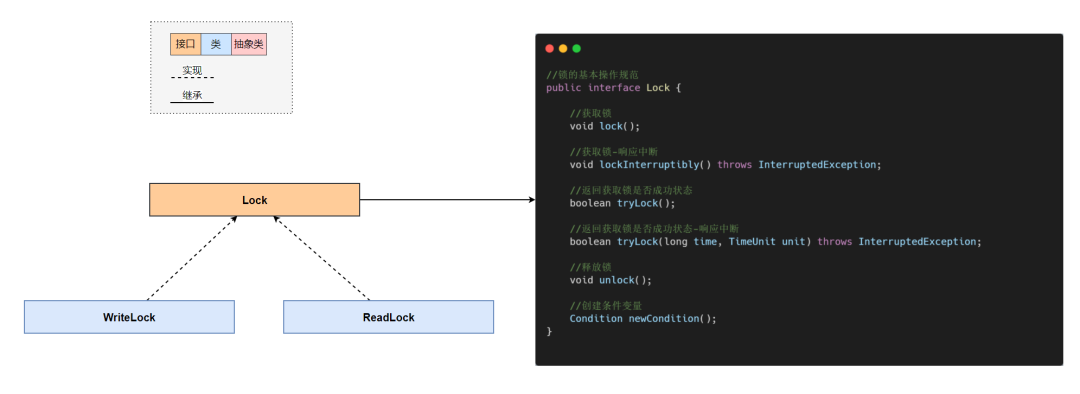 接口 类 抽象类
实现
继承
Lock
WriteLock
ReadLock
//锁的基本操作规范
public interface Lock {
//获取锁
void lock();
//获取锁-响应中断
void lockInterruptibly() throws InterruptedException;
//返回获取锁是否成功状态
boolean tryLock();
//返回获取锁是否成功状态-响应中断
boolean tryLock(long time, TimeUnit unit) throws InterruptedException;
//释放锁
void unlock();
//创建条件变量
Condition newCondition();
}